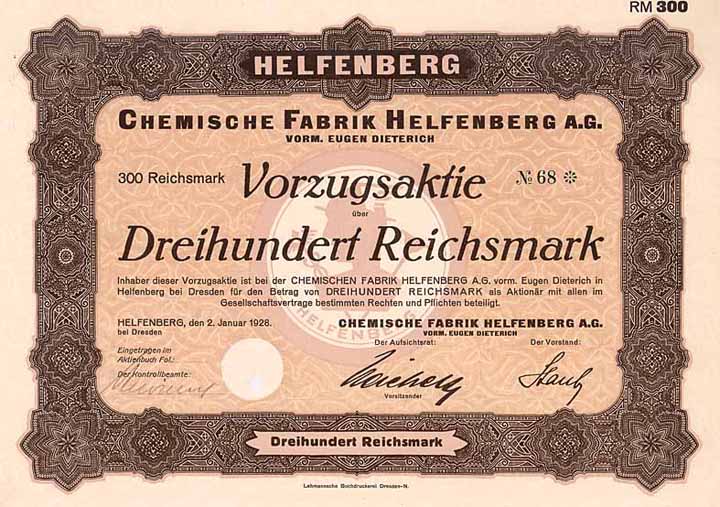 RM 300
HELFENBERG
CHEMISCHE FABRIK HELFENBERG A.G.
VORM. EUGEN DIETERICH
300 Reichsmark Vorzugsaktie № 68 ※
über
Dreihundert Reichsmark
Inhaber dieser Vorzugsaktie ist bei der CHEMISCHEN FABRIK HELFENBERG A.G. vorm. Eugen Dieterich in
Helfenberg bei Dresden für den Betrag von DREIHUNDERT REICHSMARK als Aktionär mit allen im
Gesellschaftsvertrage bestimmten Rechten und Pflichten beteiligt.
HELFENBERG, den 2. Januar 1928.
bei Dresden
CHEMISCHE FABRIK HELFENBERG A.G.
VORM. EUGEN DIETERICH
Der Aufsichtsrat: Der Vorstand:
Eingetragen im
Aktienbuch Fol.:
Der Kontrollbeamte:
Vorsitzender
HELFENBERG
Dreihundert Reichsmark
Lehmannsche Buchdruckerei Dresden-N.